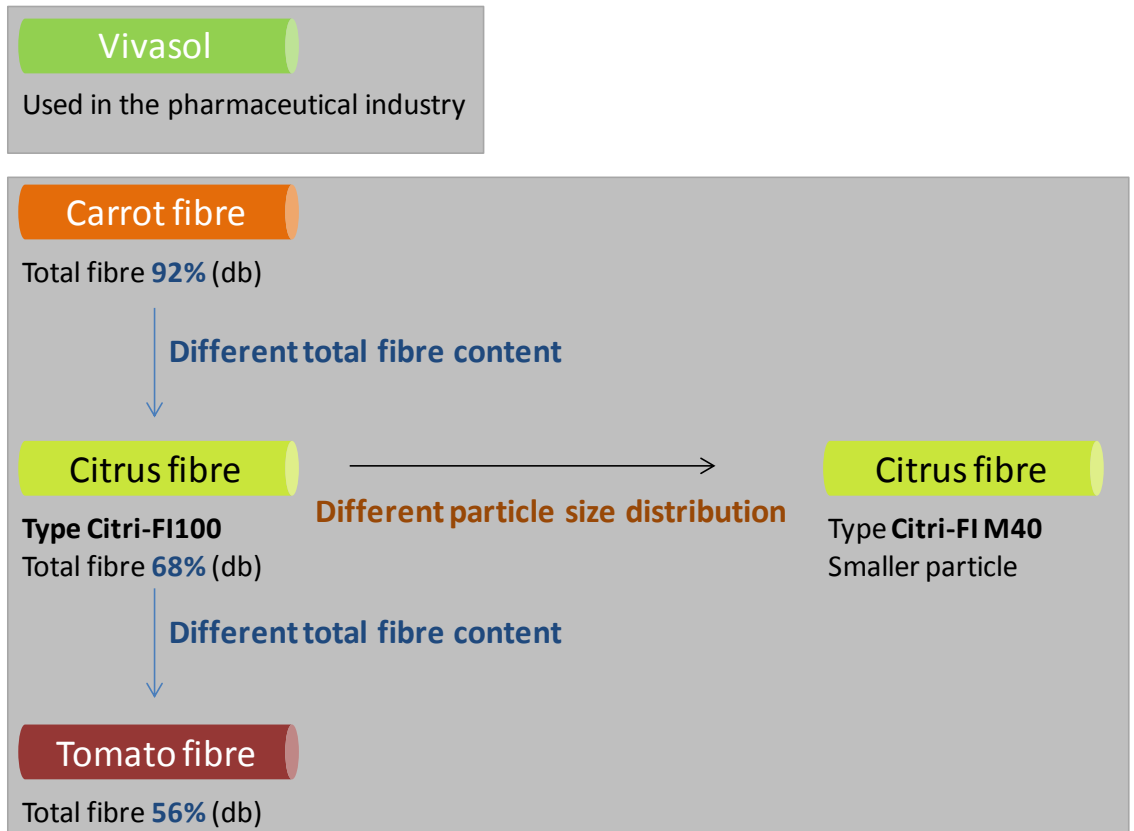 Vivasol
Used in the pharmaceutical industry
Carrot fibre
Total fibre 92% (db)
Different total fibre content
Citrus fibre
Type Citri-FI100
Total fibre 68% (db)
Different particle size distribution
Citrus fibre
Type Citri-FI M40
Smaller particle
Different total fibre content
Tomato fibre
Total fibre 56% (db)